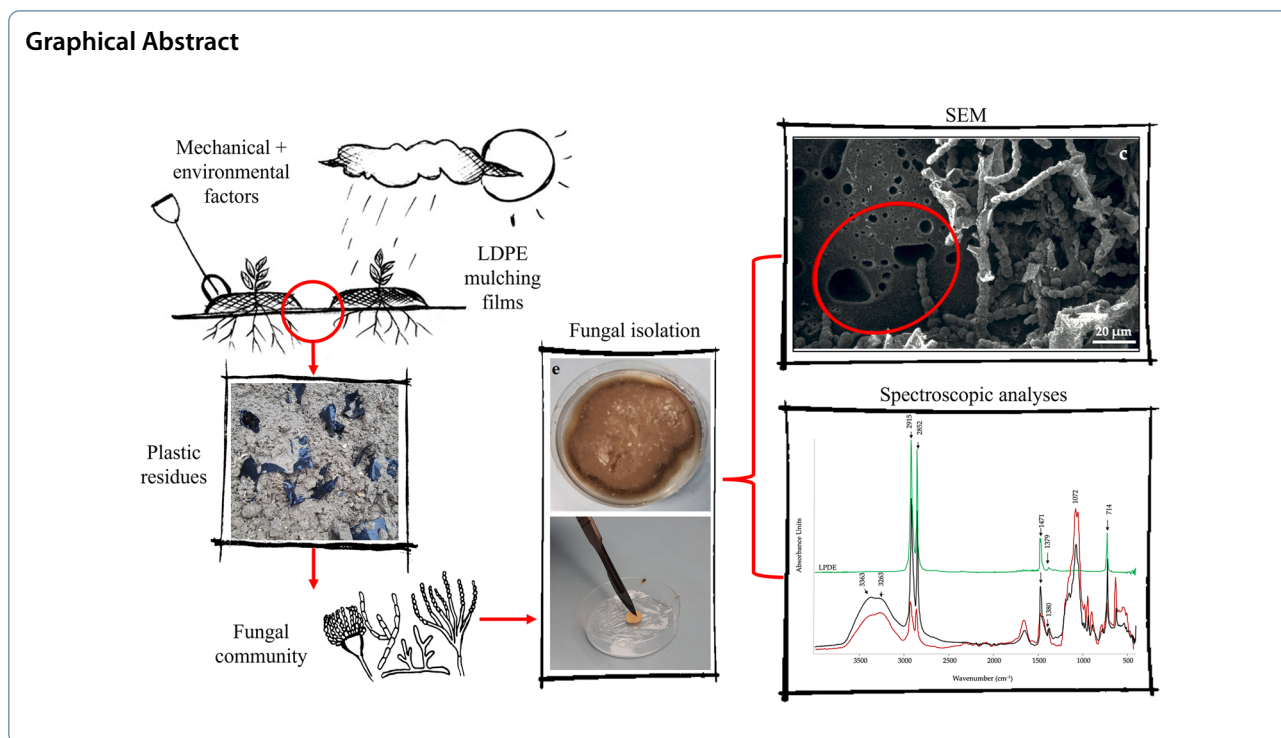 Graphical Abstract
Mechanical +
environmental
factors
LDPE
mulching
films
Plastic
residues
Fungal
community
Fungal isolation
e
SEM
c
20 µm
Spectroscopic analyses
2915
2852
1471
1379
1072
714
Absorbance Units
LPDE
3363
3263
1380
3500 3000 2500 2000 1500 1000 500
Wavenumber (cm⁻¹)